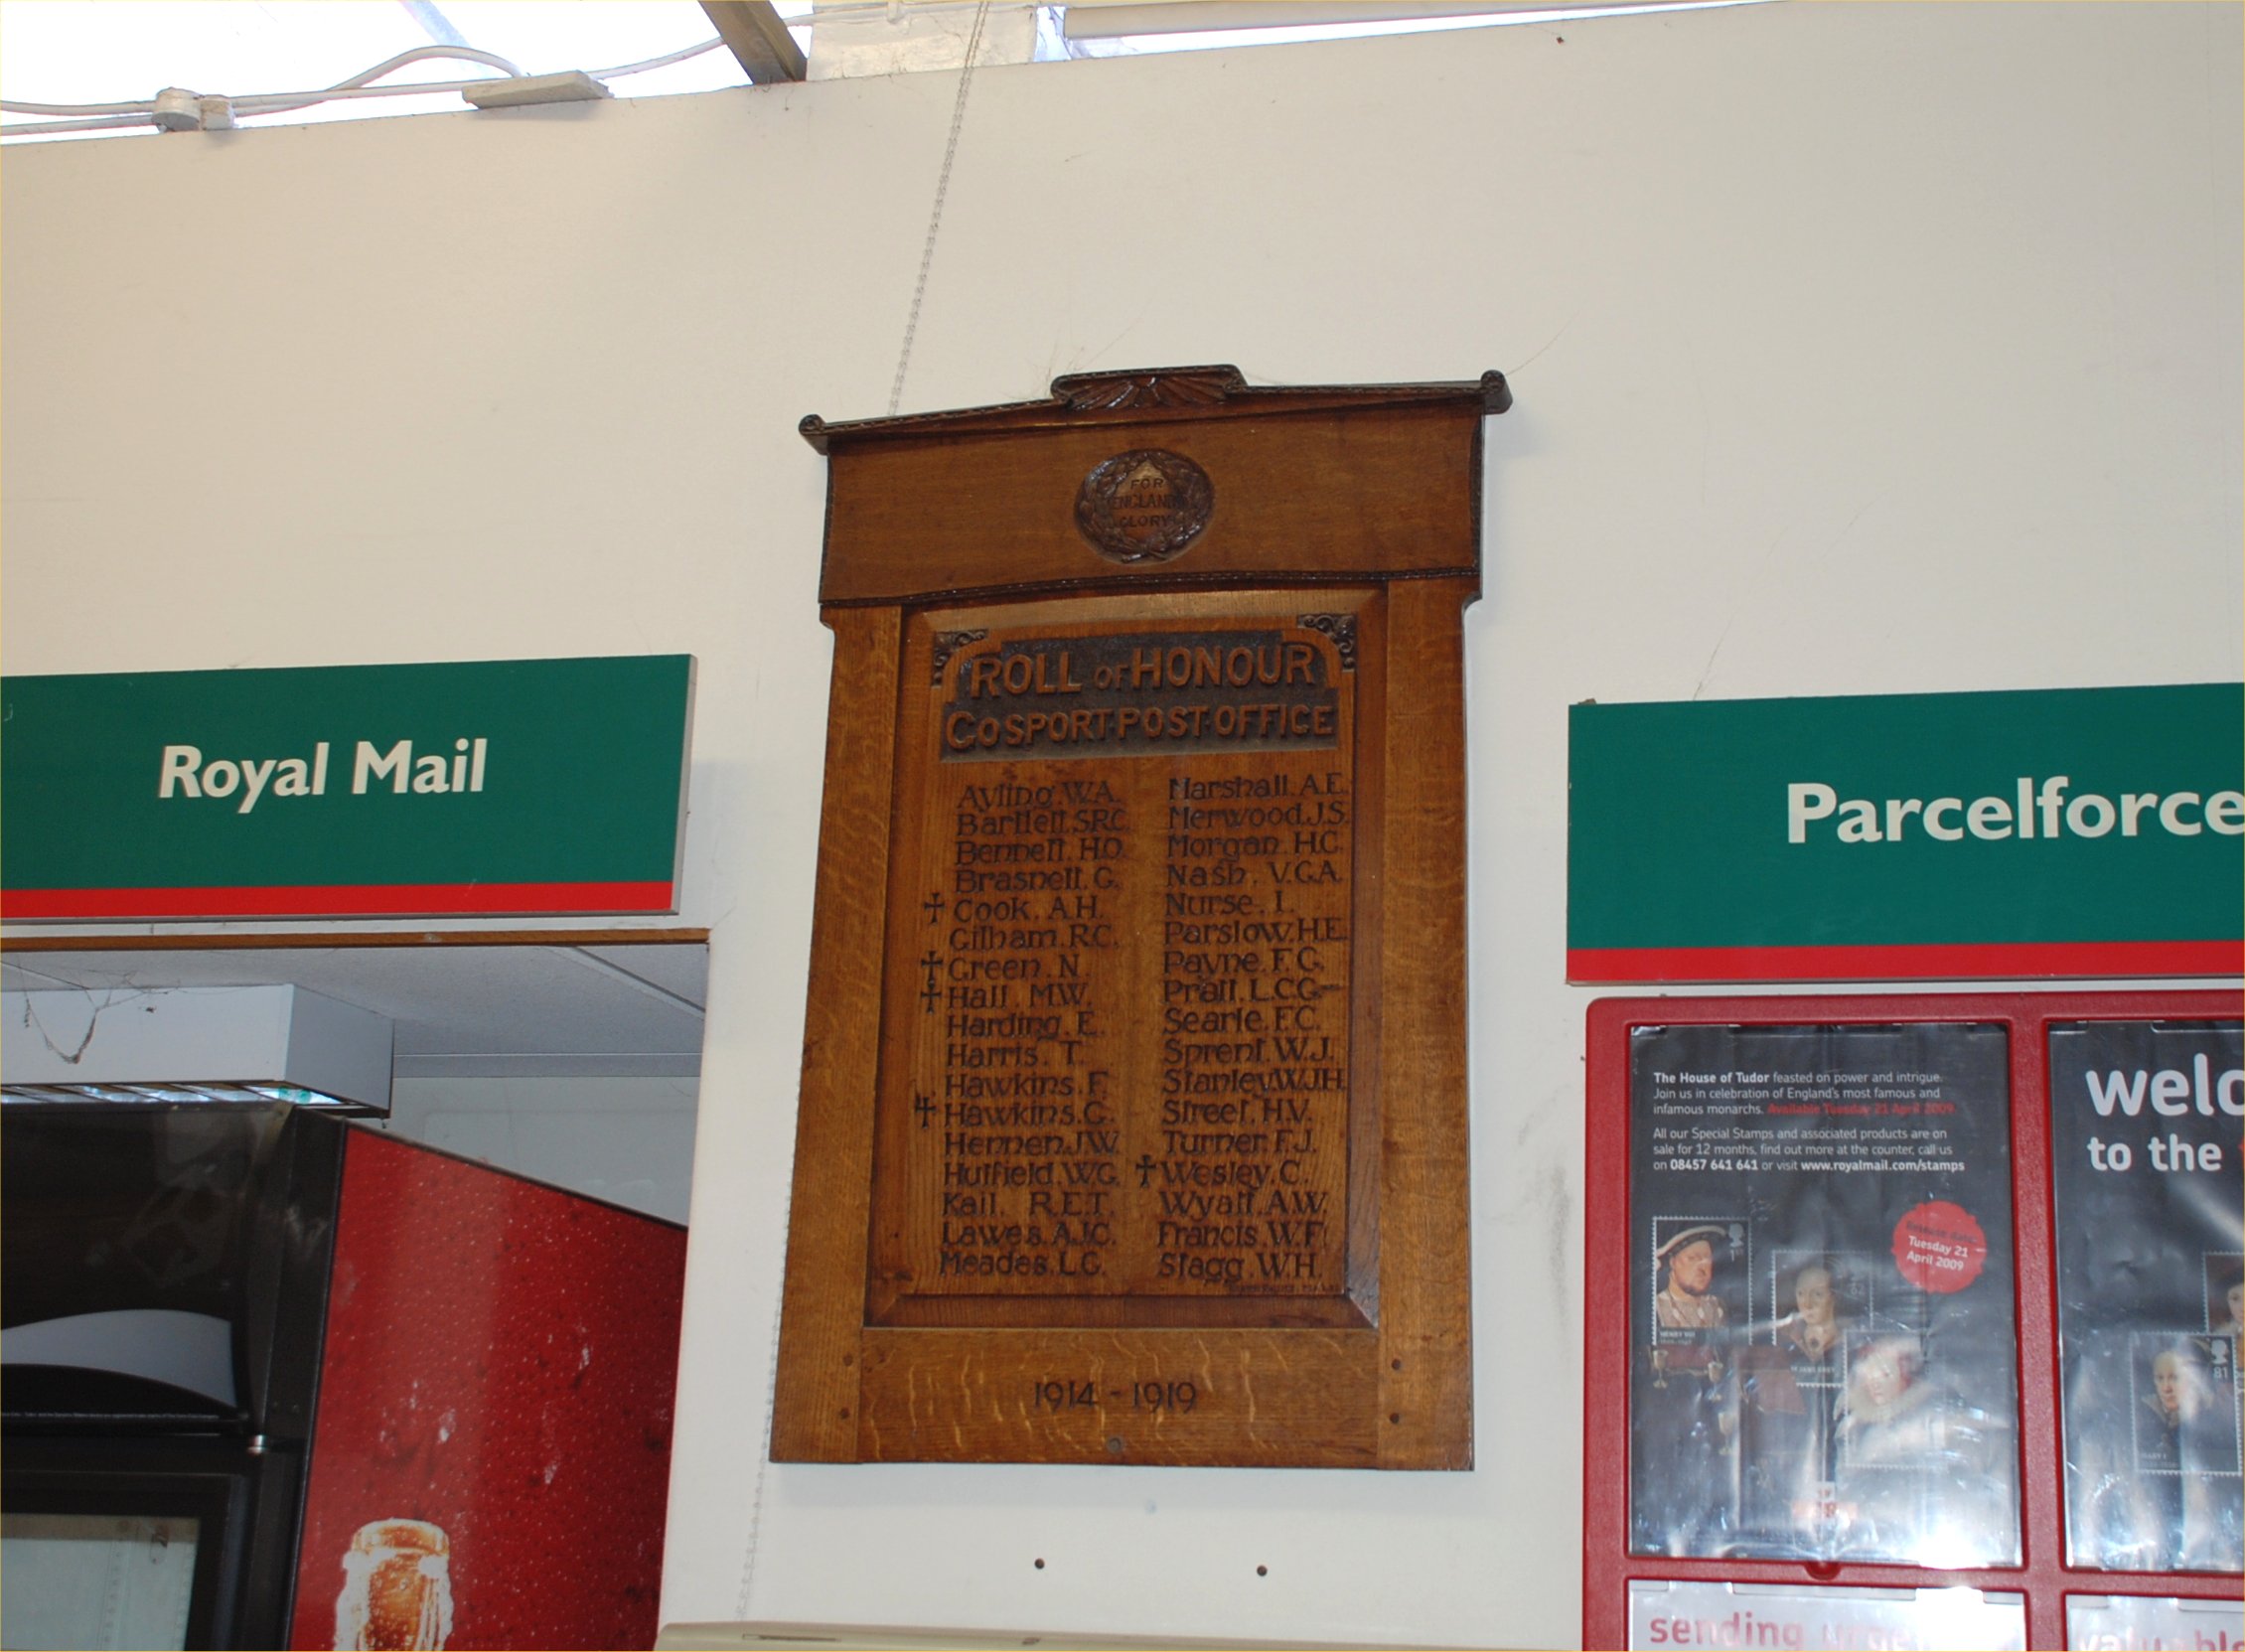 FOR
ENGLAND
GLORY
ROLL OF HONOUR
GOSPORT·POST·OFFICE
Ayling. W.A.
Bartlett. S.R.C.
Bennett. H.D.
Brasnell. G.
Cook. A.H.
Gilham. R.C.
Green. N.
Hall. M.W.
Harding. E.
Harris. T.
Hawkins. F.
Hawkins. G.
Hennen. J.W.
Hutfield. W.G.
Kail. R.E.T.
Lawes. A.J.C.
Meades. L.G.
Marshall. A.E.
Merwood. J.S.
Morgan. H.C.
Nash. V.G.A.
Nurse. I.
Parslow. H.E.
Payne. F.G.
Prall. L.C.G.
Searle. F.C.
Sprent. W.J.
Stanley. W.J.H.
Street. H.V.
Turner. F.J.
Wesley. C.
Wyatt. A.W.
Francis. W.F.
Stagg. W.H.
1914 - 1919
Royal Mail
Parcelforce
The House of Tudor feasted on power and intrigue.
Join us in celebration of England's most famous and
infamous monarchs. Available Tuesday 21 April 2009
All our Special Stamps and associated products are on
sale for 12 months, find out more at the counter, call us
on 08457 641 641 or visit www.royalmail.com/stamps
Tuesday 21
April 2009
welc
to the
81
sending